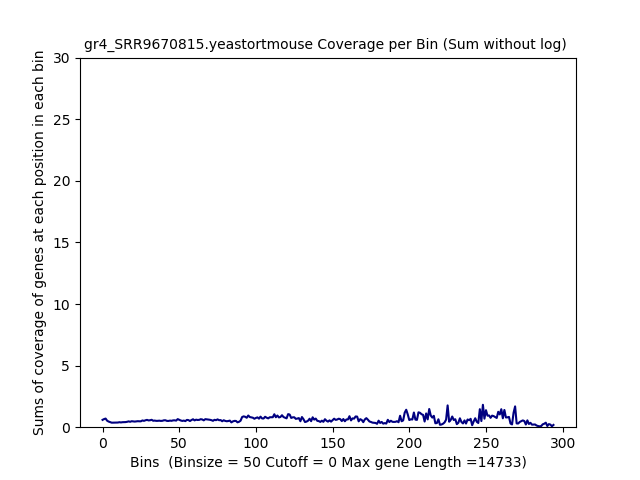 gr4_SRR9670815.yeastortmouse Coverage per Bin (Sum without log)
Sums of coverage of genes at each position in each bin
30
25
20
15
10
5
0
0 50 100 150 200 250 300
Bins  (Binsize = 50 Cutoff = 0 Max gene Length =14733)